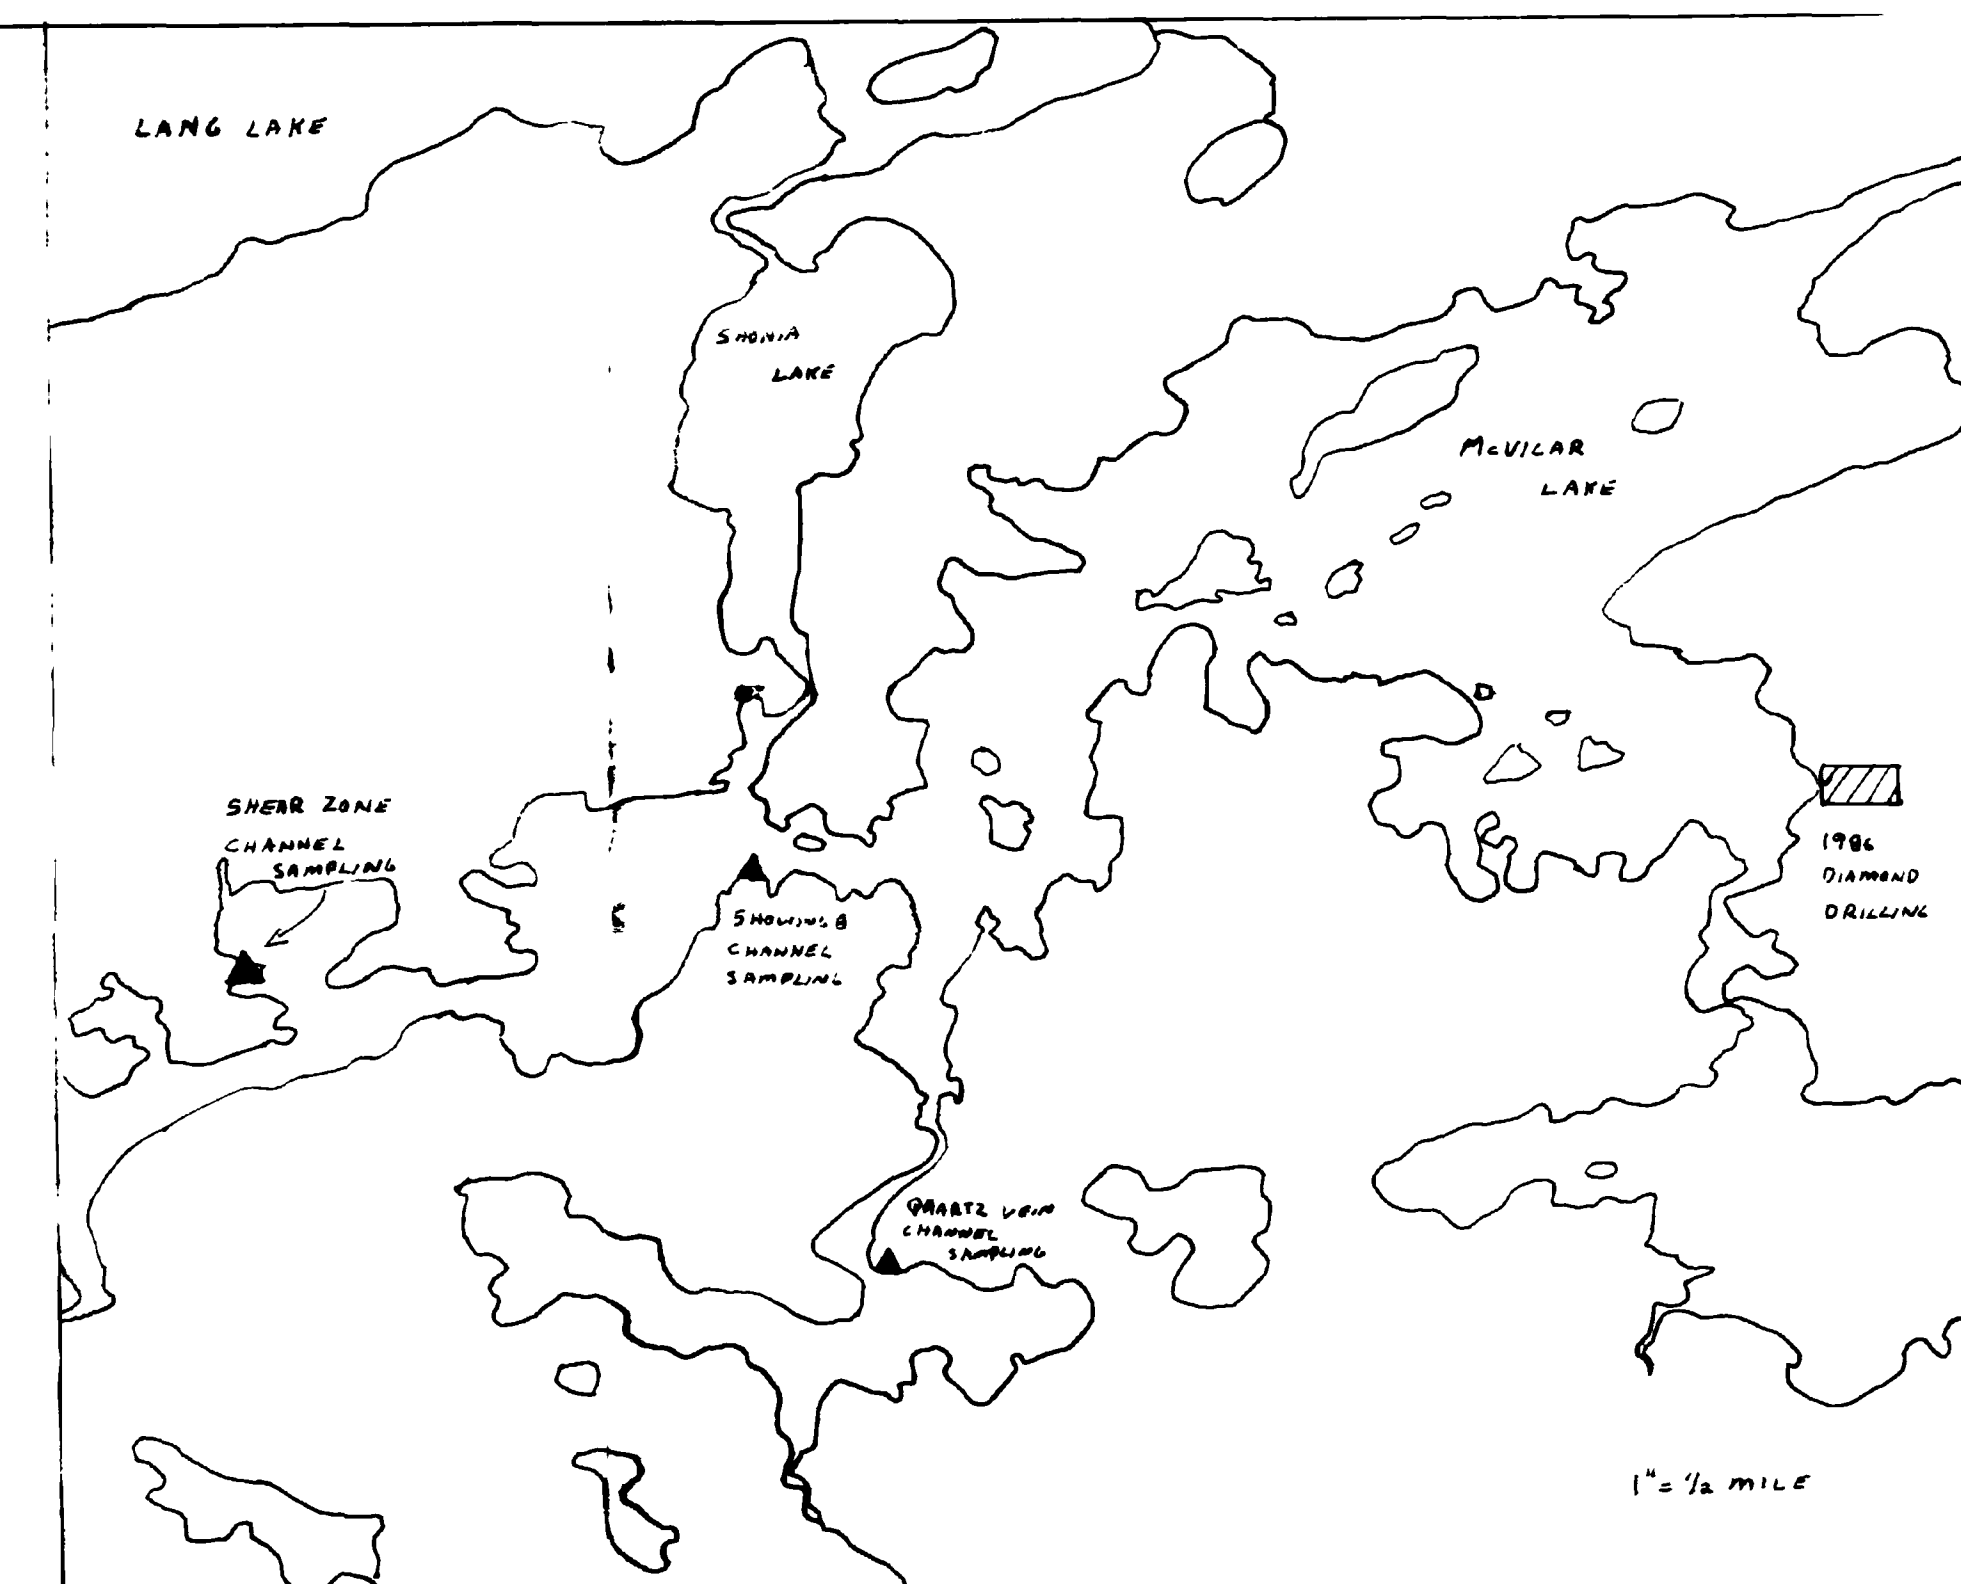 LANG LAKE
SHONIA
LAKE
McVICAR
LAKE
SHEAR ZONE
CHANNEL
SAMPLING
SHOWING B
CHANNEL
SAMPLING
1986
DIAMOND
DRILLING
QUARTZ VEIN
CHANNEL
SAMPLING
1" = 1/2 MILE